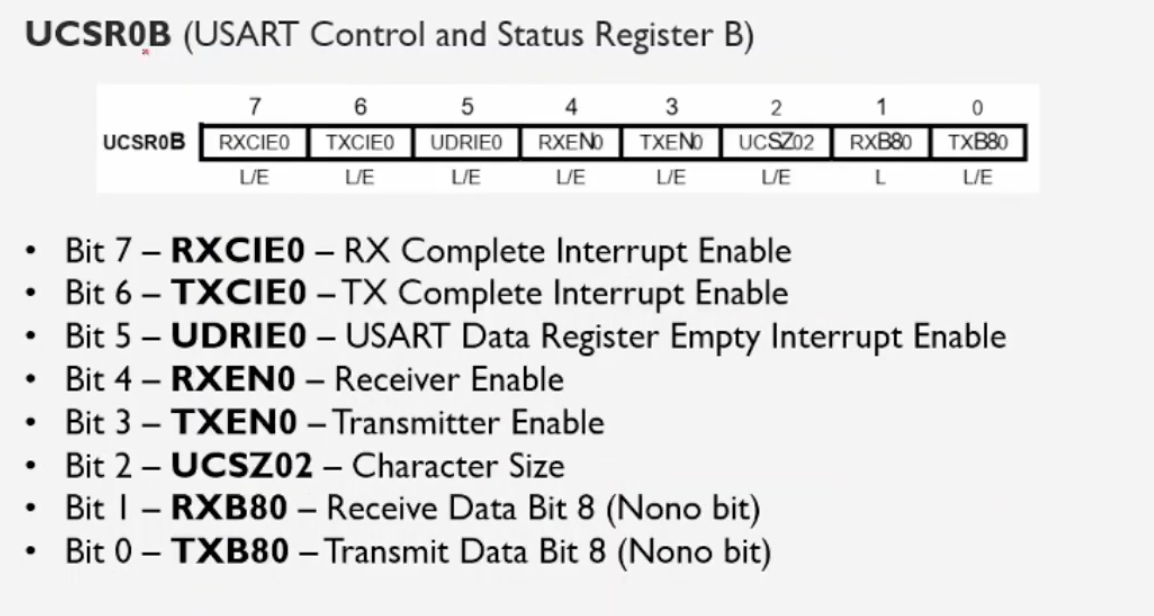 UCSR0B (USART Control and Status Register B)
7 6 5 4 3 2 1 0
UCSR0B RXCIE0 TXCIE0 UDRIE0 RXEN0 TXEN0 UCSZ02 RXB80 TXB80
L/E L/E L/E L/E L/E L/E L L/E
• Bit 7 – RXCIE0 – RX Complete Interrupt Enable
• Bit 6 – TXCIE0 – TX Complete Interrupt Enable
• Bit 5 – UDRIE0 – USART Data Register Empty Interrupt Enable
• Bit 4 – RXEN0 – Receiver Enable
• Bit 3 – TXEN0 – Transmitter Enable
• Bit 2 – UCSZ02 – Character Size
• Bit 1 – RXB80 – Receive Data Bit 8 (Nono bit)
• Bit 0 – TXB80 – Transmit Data Bit 8 (Nono bit)